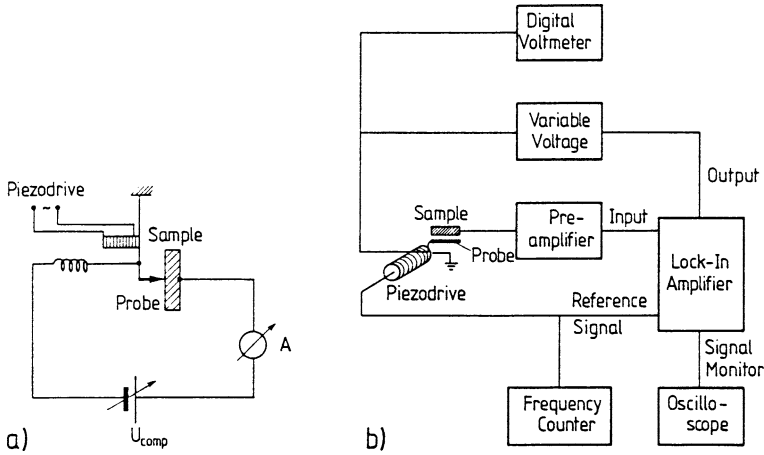 Piezodrive
~
Sample
Probe
A
U comp
a)
Digital
Voltmeter
Variable
Voltage
Output
Sample
Pre-
amplifier
Input
Probe
Piezodrive
Lock-In
Amplifier
Reference
Signal
Signal
Monitor
Frequency
Counter
Oscillo-
scope
b)